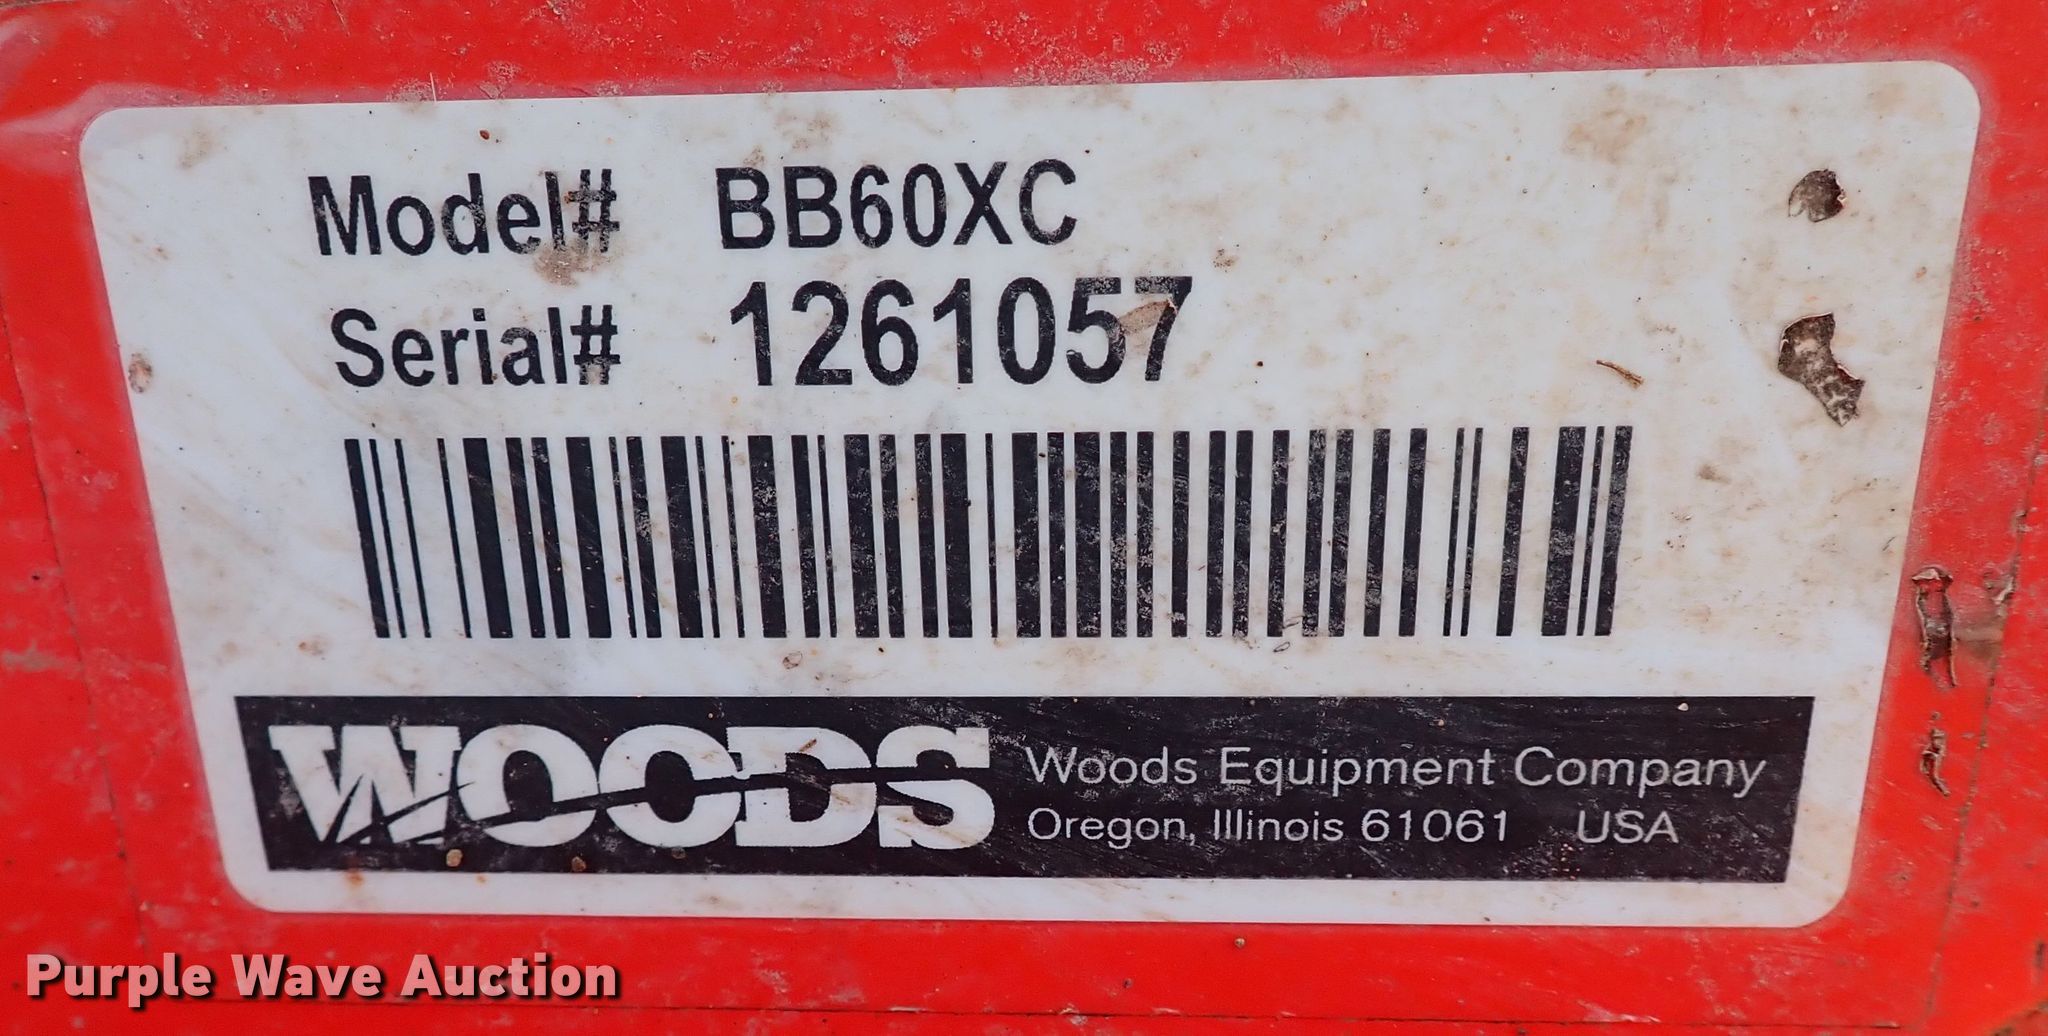 Model# BB60XC
Serial# 1261057
WOODS
Woods Equipment Company
Oregon, Illinois 61061 USA
Purple Wave Auction